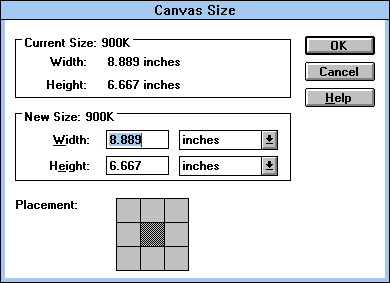 Canvas Size
Current Size: 900K
Width: 8.889 inches
Height: 6.667 inches
OK
Cancel
Help
New Size: 900K
Width: 8.889 inches
Height: 6.667 inches
Placement: